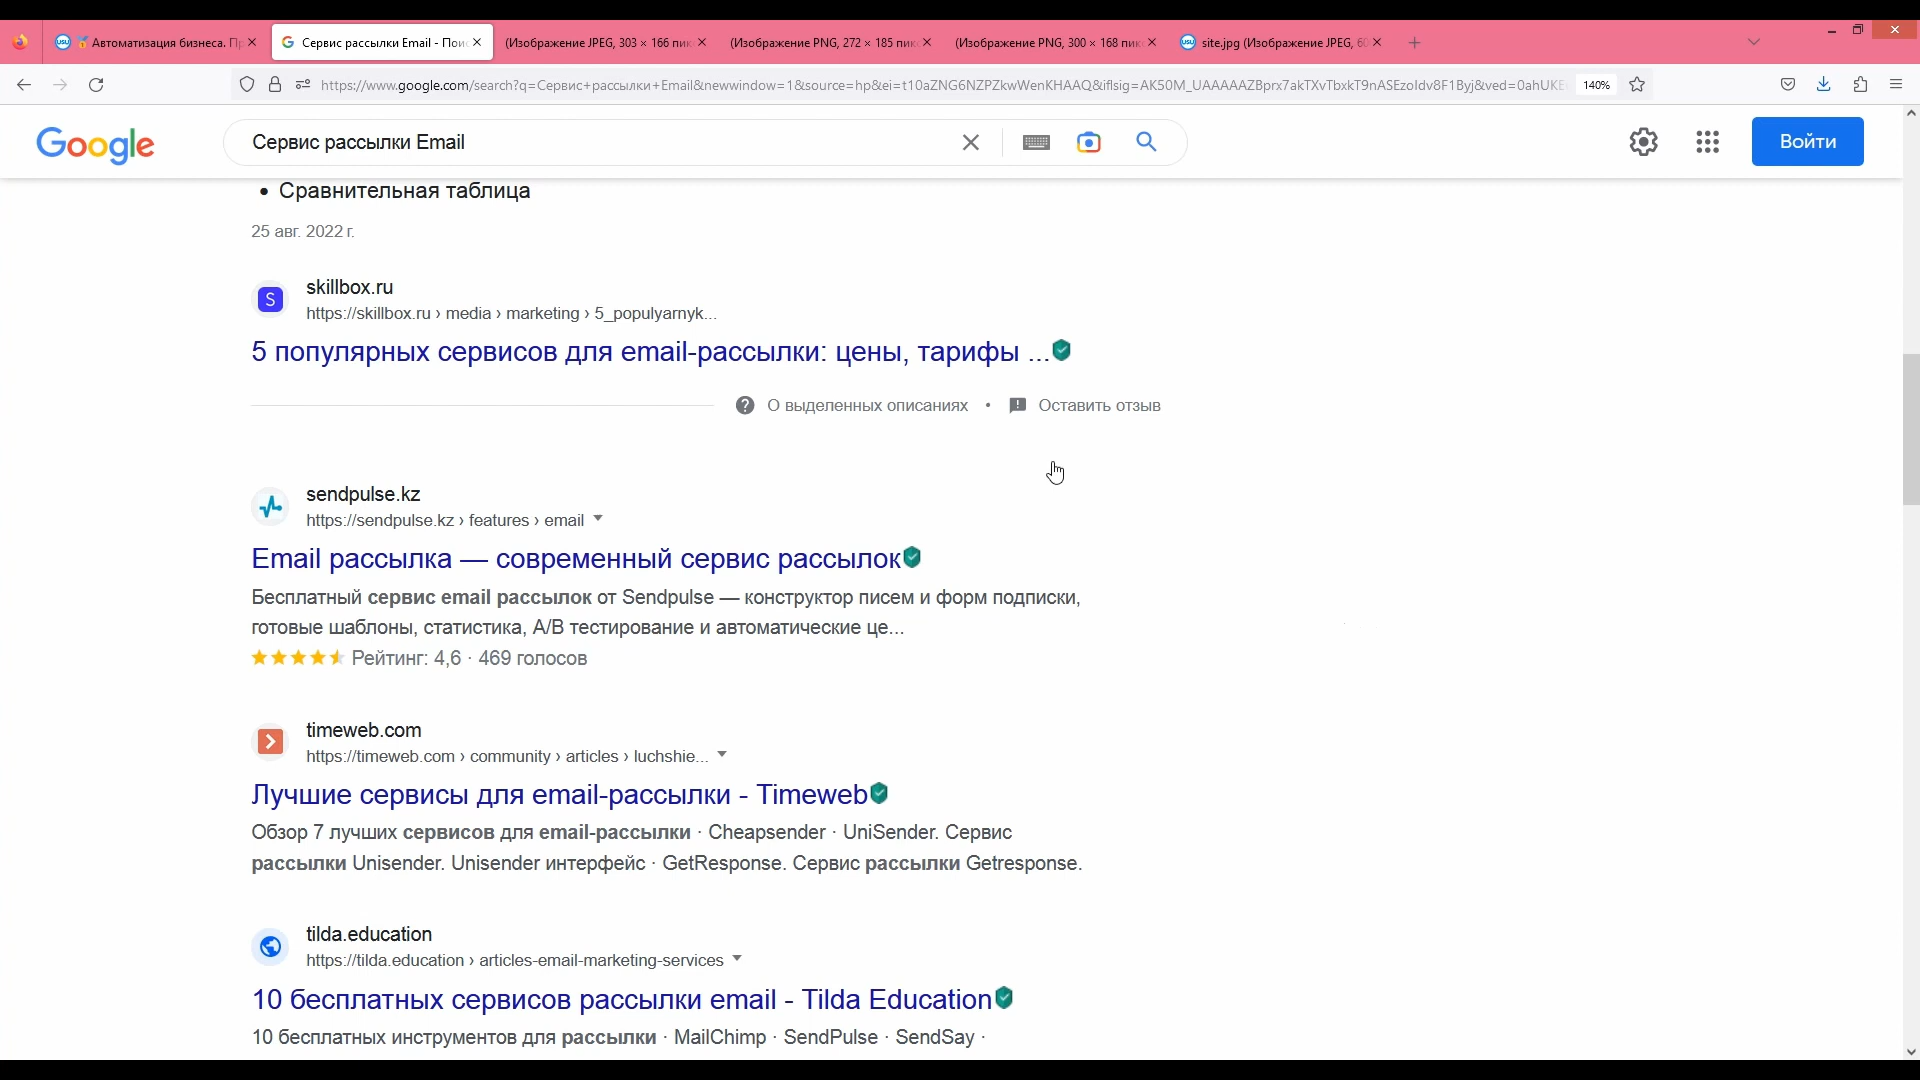 🏅Автоматизация бизнеса. Пр
Сервис рассылки Email - Поис
(Изображение JPEG, 303 × 166 пик
(Изображение PNG, 272 × 185 пикс
(Изображение PNG, 300 × 168 пикс
site.jpg (Изображение JPEG, 60
https://www.google.com/search?q=Сервис+рассылки+Email&newwindow=1&source=hp&ei=t10aZNG6NZPZkwWenKHAAQ&iflsig=AK50M_UAAAAAZBprx7akTXvTbxkT9nASEzoldv8F1Byj&ved=0ahUKE
140%
Google
Сервис рассылки Email
Войти
• Сравнительная таблица
25 авг. 2022 г.
S
skillbox.ru
https://skillbox.ru › media › marketing › 5_populyarnyk...
5 популярных сервисов для email-рассылки: цены, тарифы ...
О выделенных описаниях • Оставить отзыв
sendpulse.kz
https://sendpulse.kz › features › email
Email рассылка — современный сервис рассылок
Бесплатный сервис email рассылок от Sendpulse — конструктор писем и форм подписки,
готовые шаблоны, статистика, A/B тестирование и автоматические це...
Рейтинг: 4,6 · 469 голосов
timeweb.com
https://timeweb.com › community › articles › luchshie...
Лучшие сервисы для email-рассылки - Timeweb
Обзор 7 лучших сервисов для email-рассылки · Cheapsender · UniSender. Сервис
рассылки Unisender. Unisender интерфейс · GetResponse. Сервис рассылки Getresponse.
tilda.education
https://tilda.education › articles-email-marketing-services
10 бесплатных сервисов рассылки email - Tilda Education
10 бесплатных инструментов для рассылки · MailChimp · SendPulse · SendSay ·